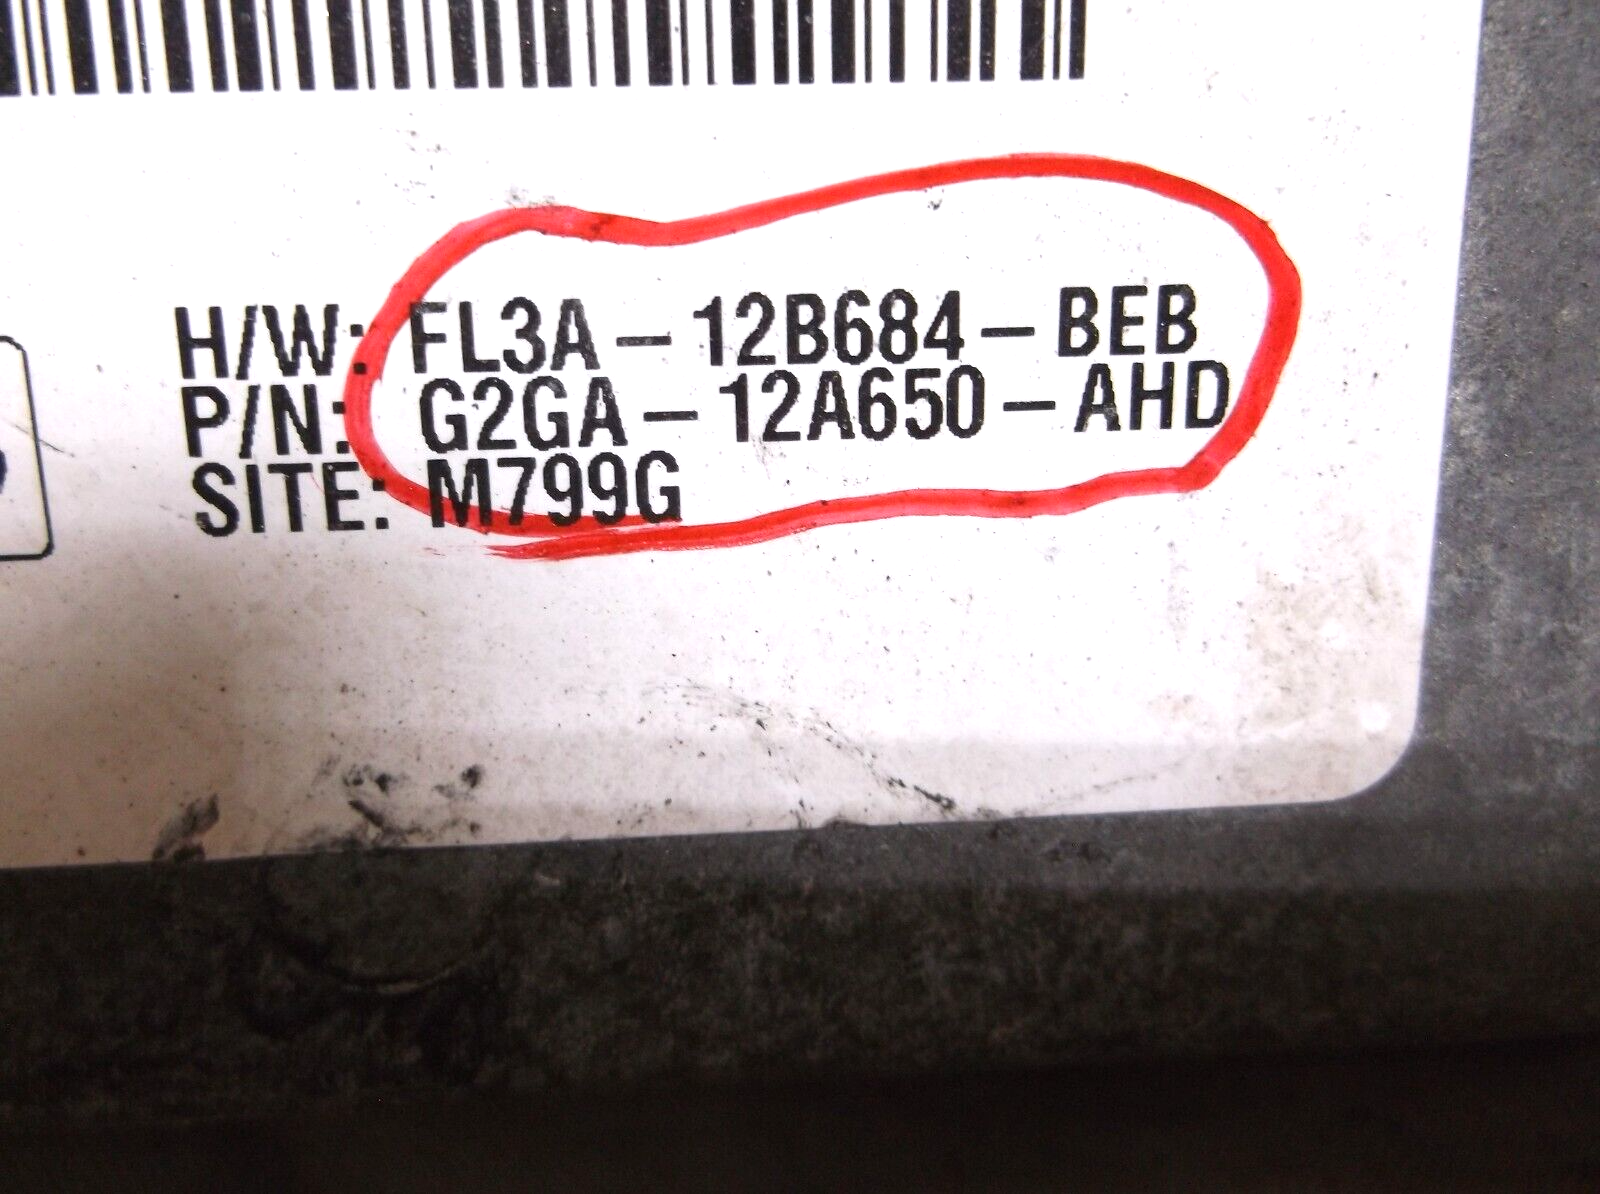 H/W: FL3A-12B684-BEB
P/N: G2GA-12A650-AHD
SITE: M799G